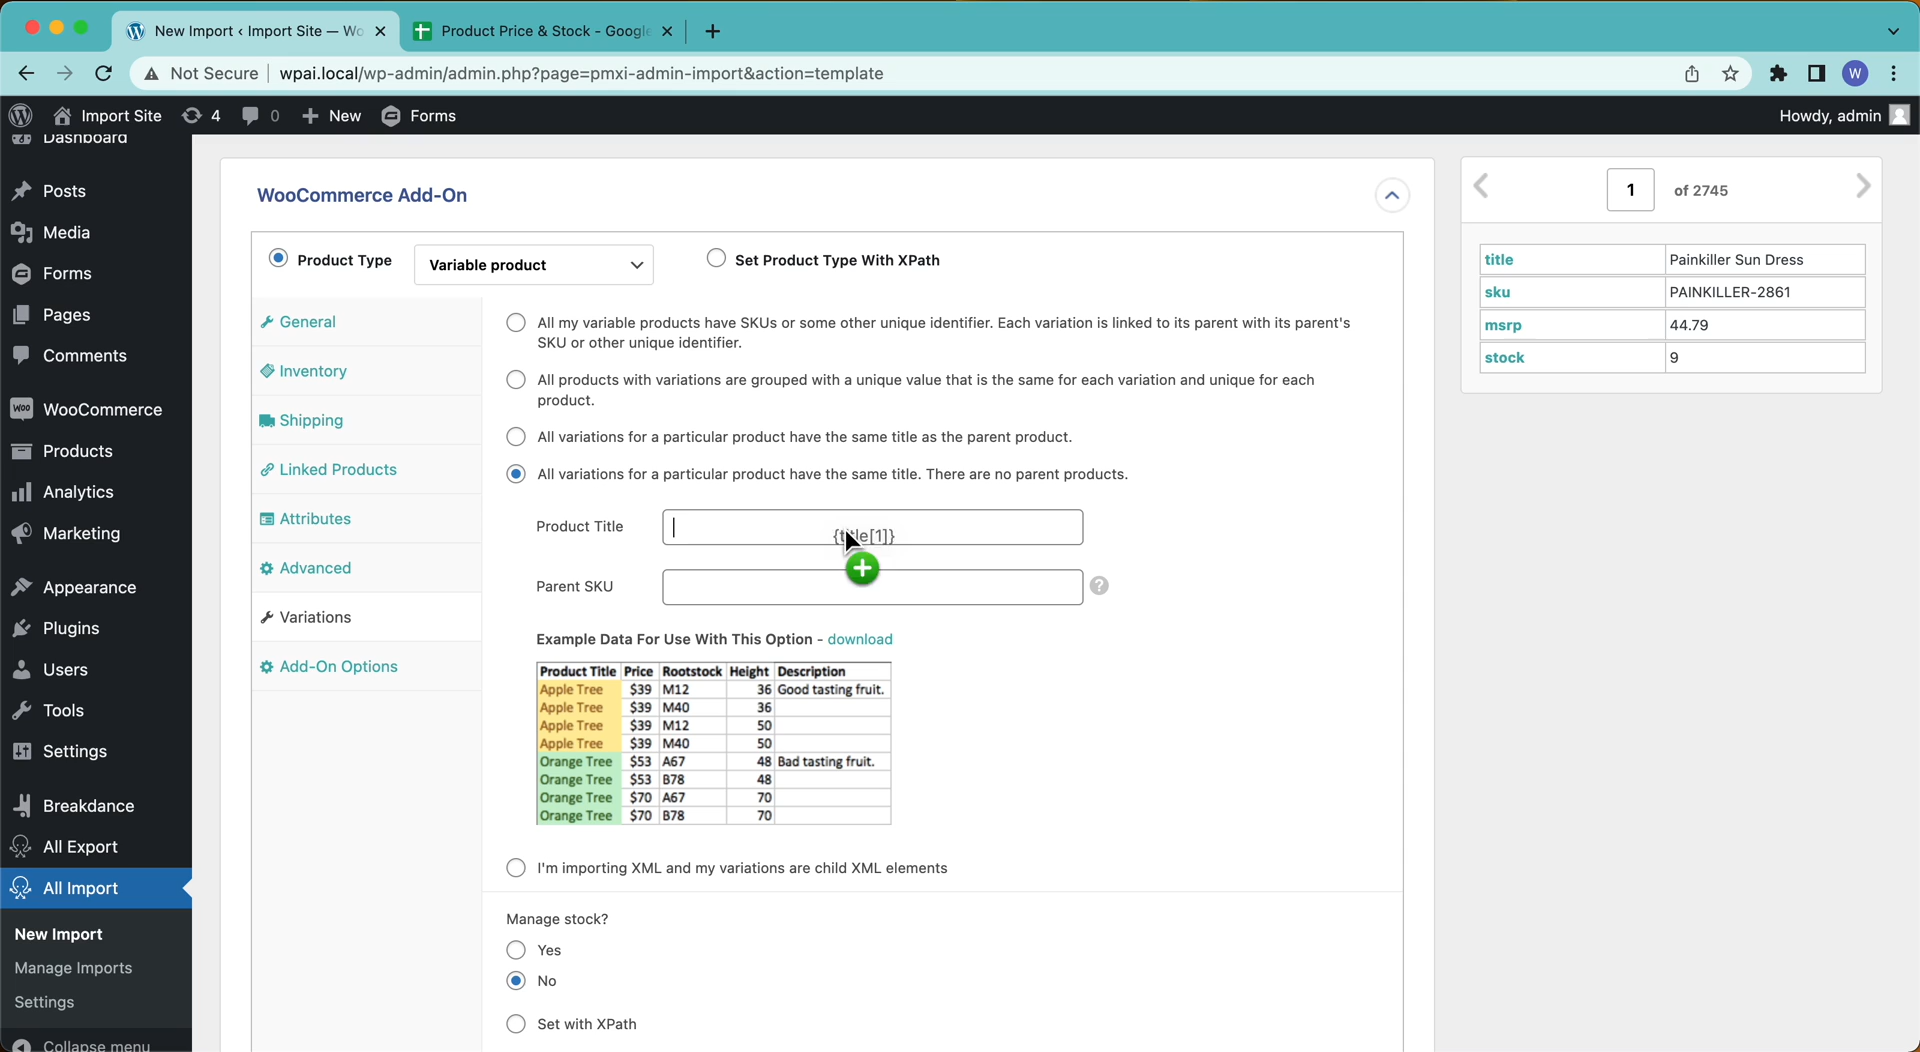 New Import ‹ Import Site — Wo
Product Price & Stock - Google
Not Secure
wpai.local/wp-admin/admin.php?page=pmxi-admin-import&action=template
W
Import Site
4
0
New
Forms
Howdy, admin
Dashboard
Posts
Media
Forms
Pages
Comments
WooCommerce
Products
Analytics
Marketing
Appearance
Plugins
Users
Tools
Settings
Breakdance
All Export
All Import
New Import
Manage Imports
Settings
Collapse menu
WooCommerce Add-On
Product Type
Variable product
Set Product Type With XPath
General
Inventory
Shipping
Linked Products
Attributes
Advanced
Variations
Add-On Options
All my variable products have SKUs or some other unique identifier. Each variation is linked to its parent with its parent's
SKU or other unique identifier.
All products with variations are grouped with a unique value that is the same for each variation and unique for each
product.
All variations for a particular product have the same title as the parent product.
All variations for a particular product have the same title. There are no parent products.
Product Title
{title[1]}
Parent SKU
?
Example Data For Use With This Option - download
Product Title Price Rootstock Height Description
Apple Tree $39 M12 36 Good tasting fruit.
Apple Tree $39 M40 36
Apple Tree $39 M12 50
Apple Tree $39 M40 50
Orange Tree $53 A67 48 Bad tasting fruit.
Orange Tree $53 B78 48
Orange Tree $70 A67 70
Orange Tree $70 B78 70
I'm importing XML and my variations are child XML elements
Manage stock?
Yes
No
Set with XPath
1 of 2745
title Painkiller Sun Dress
sku PAINKILLER-2861
msrp 44.79
stock 9